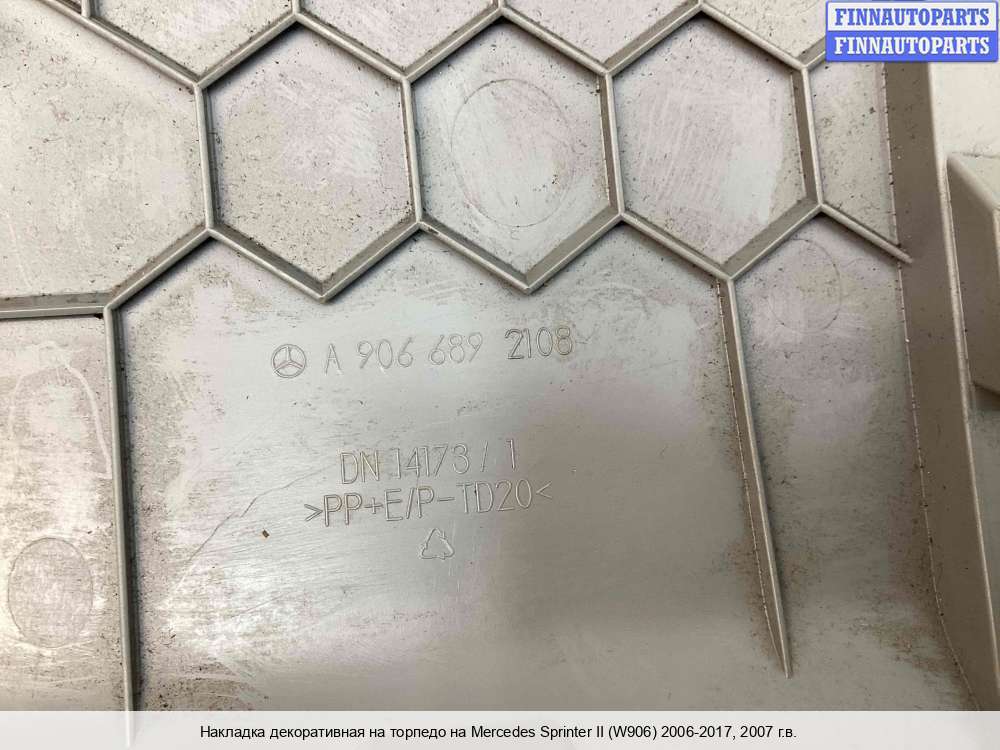 FINNAUTOPARTS
FINNAUTOPARTS
A 906 689 2108
DN 14173 / 1
>PP+E/P-TD20<
Накладка декоративная на торпедо на Mercedes Sprinter II (W906) 2006-2017, 2007 г.в.